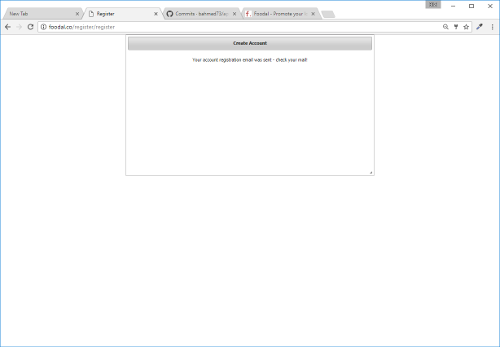 New Tab
Register
Commits · bahmed73/
Foodal - Promote your
foodal.co/register/register
Create Account
Your account registration email was sent - check your mail!